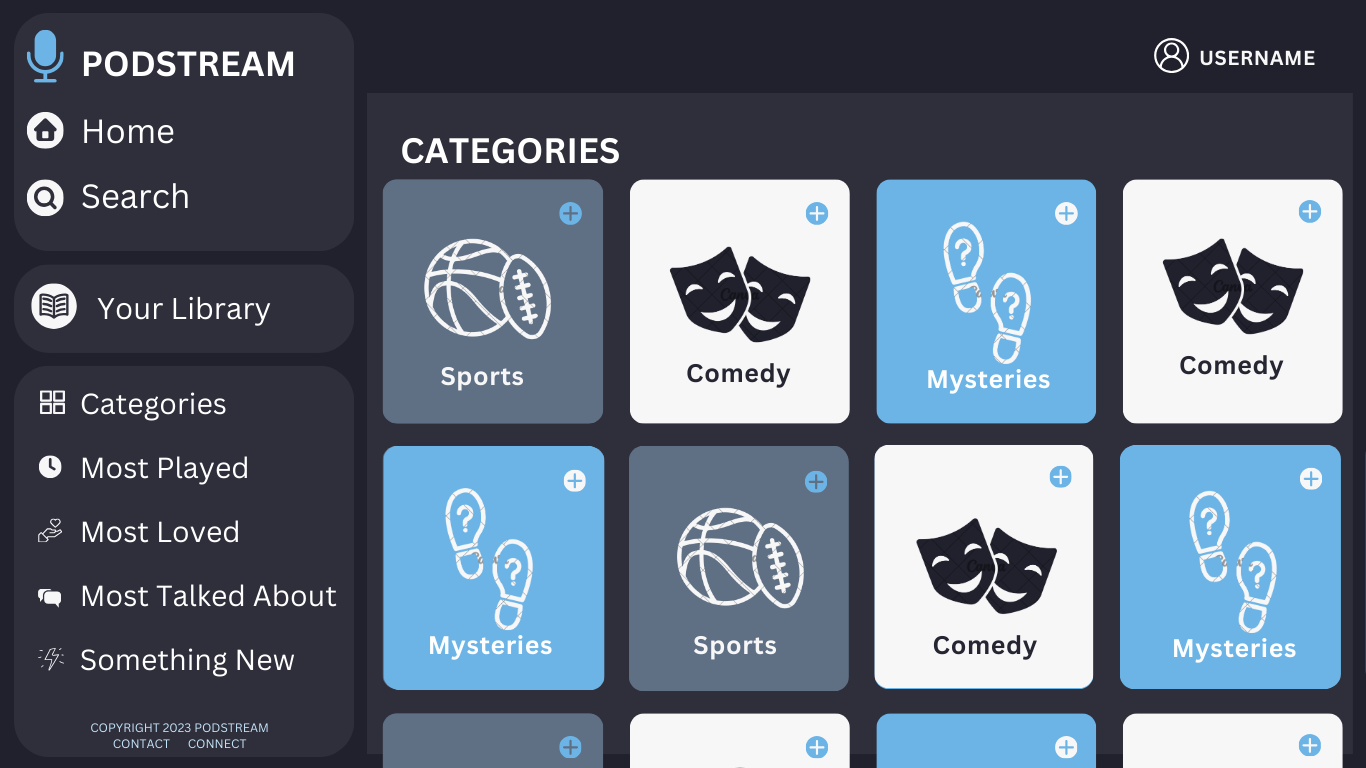 PODSTREAM
Home
Search
Your Library
Categories
Most Played
Most Loved
Most Talked About
Something New
COPYRIGHT 2023 PODSTREAM
CONTACT CONNECT
USERNAME
CATEGORIES
Sports
Comedy
Mysteries
Comedy
Mysteries
Sports
Comedy
Mysteries